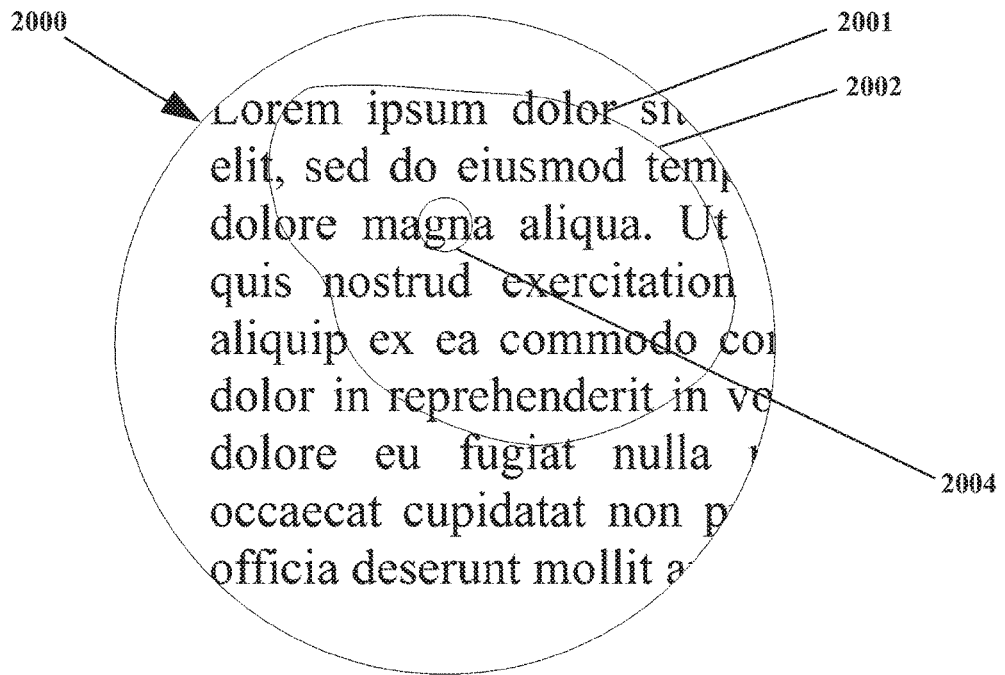 2000
2001
2002
Lorem ipsum dolor sit
elit, sed do eiusmod temp
dolore magna aliqua. Ut
quis nostrud exercitation
aliquip ex ea commodo con
dolor in reprehenderit in vo
dolore eu fugiat nulla
2004
occaecat cupidatat non p
officia deserunt mollit a